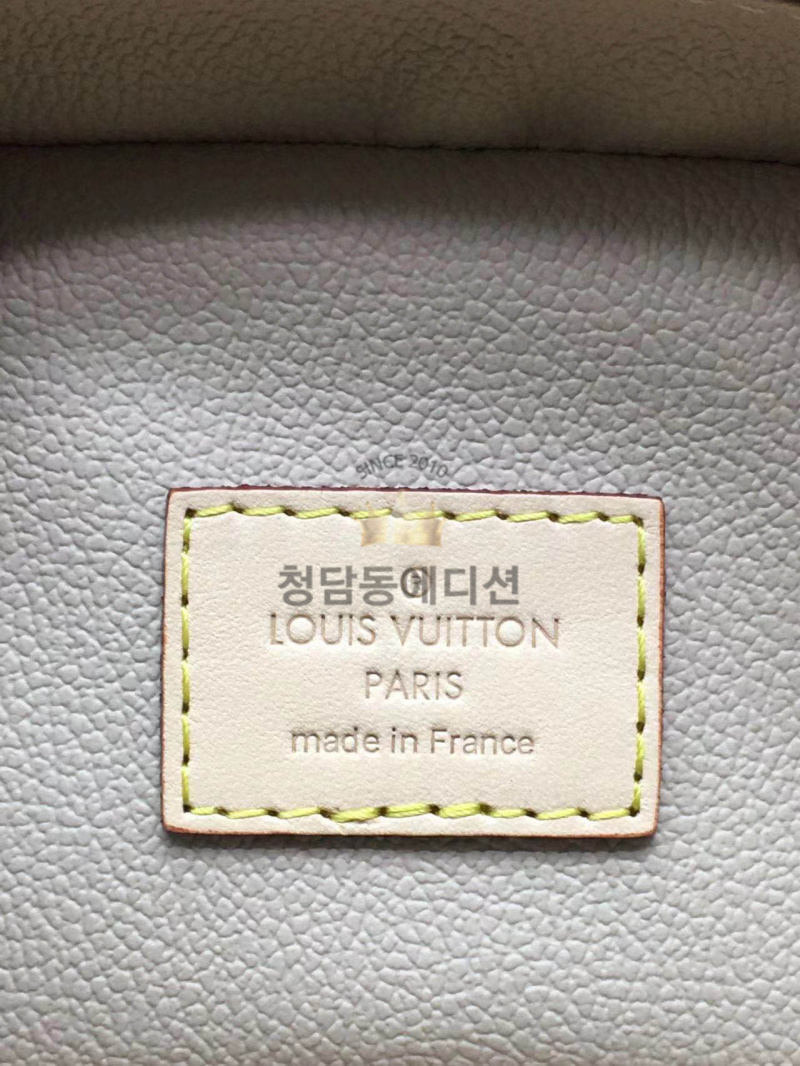 SINCE 2010
청담동에디션
®
LOUIS VUITTON
PARIS
made in France